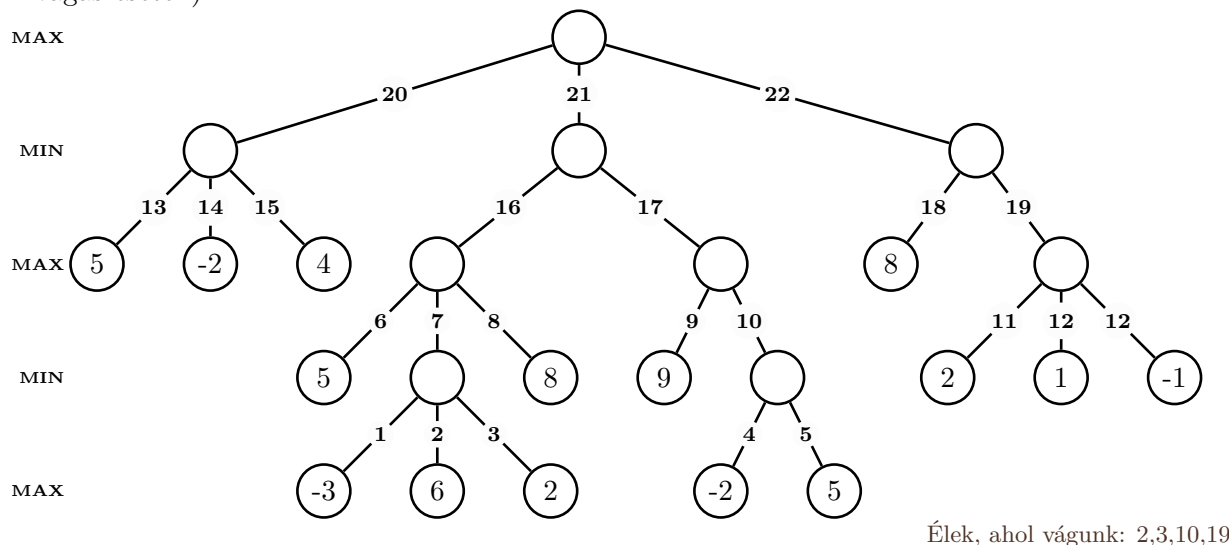 MAX
20 21 22
MIN
13 14 15 16 17 18 19
MAX 5 -2 4 8
6 7 8 9 10 11 12 12
MIN 5 8 9 2 1 -1
1 2 3 4 5
MAX -3 6 2 -2 5
Élek, ahol vágunk: 2,3,10,19